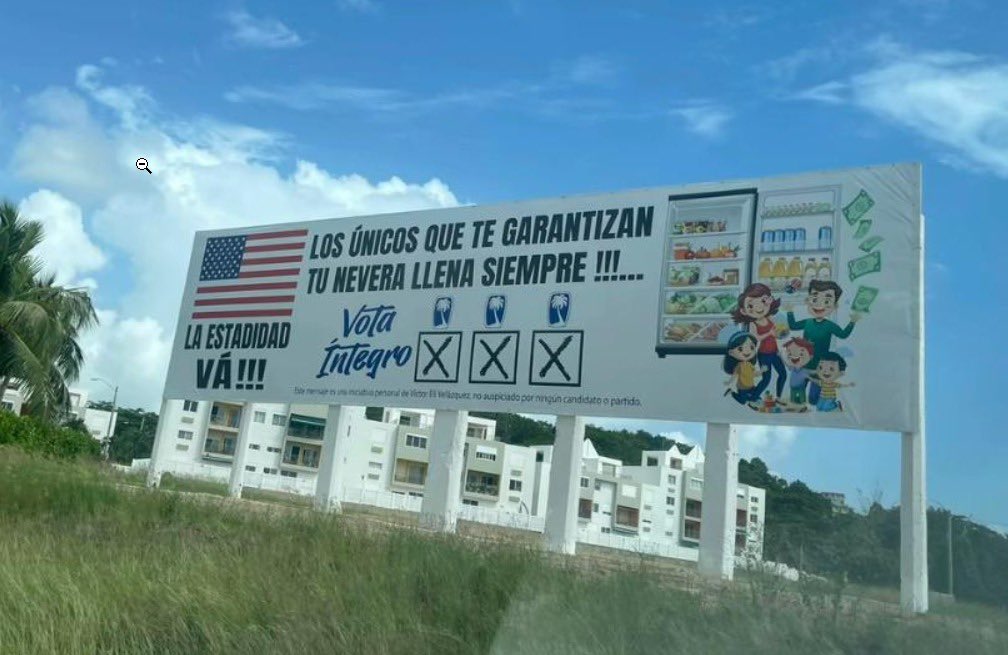 LOS ÚNICOS QUE TE GARANTIZAN
TU NEVERA LLENA SIEMPRE !!!...
LA ESTADIDAD
VÁ!!!
Vota
Íntegro
X X X
Este mensaje es una iniciativa personal de Víctor Elí Velázquez, no auspiciado por ningún candidato o partido.